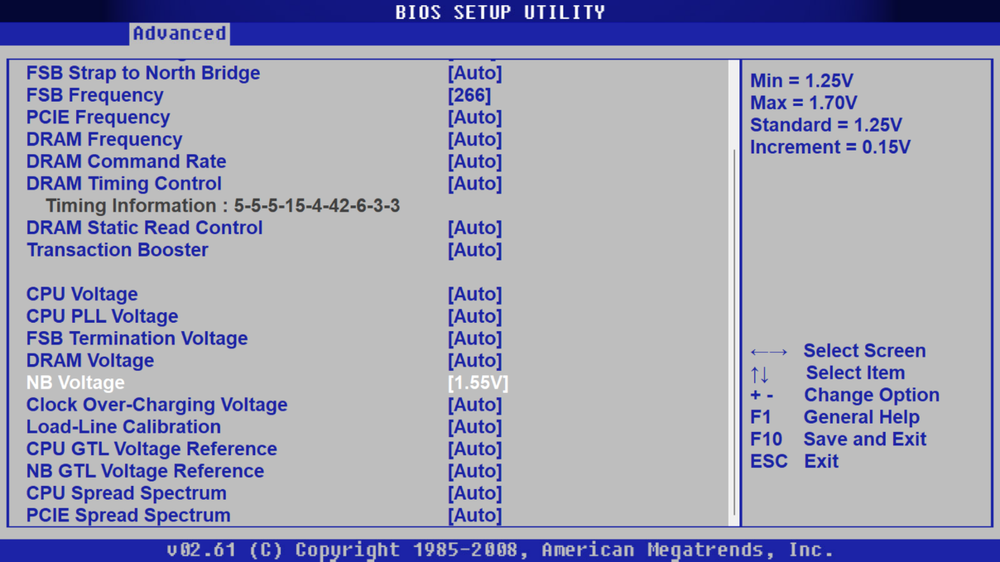 BIOS SETUP UTILITY
Advanced
FSB Strap to North Bridge [Auto]
FSB Frequency [266]
PCIE Frequency [Auto]
DRAM Frequency [Auto]
DRAM Command Rate [Auto]
DRAM Timing Control [Auto]
Timing Information : 5-5-5-15-4-42-6-3-3
DRAM Static Read Control [Auto]
Transaction Booster [Auto]
CPU Voltage [Auto]
CPU PLL Voltage [Auto]
FSB Termination Voltage [Auto]
DRAM Voltage [Auto]
NB Voltage [1.55V]
Clock Over-Charging Voltage [Auto]
Load-Line Calibration [Auto]
CPU GTL Voltage Reference [Auto]
NB GTL Voltage Reference [Auto]
CPU Spread Spectrum [Auto]
PCIE Spread Spectrum [Auto]
Min = 1.25V
Max = 1.70V
Standard = 1.25V
Increment = 0.15V
←→ Select Screen
↑↓ Select Item
+ - Change Option
F1 General Help
F10 Save and Exit
ESC Exit
v02.61 (C) Copyright 1985-2008, American Megatrends, Inc.